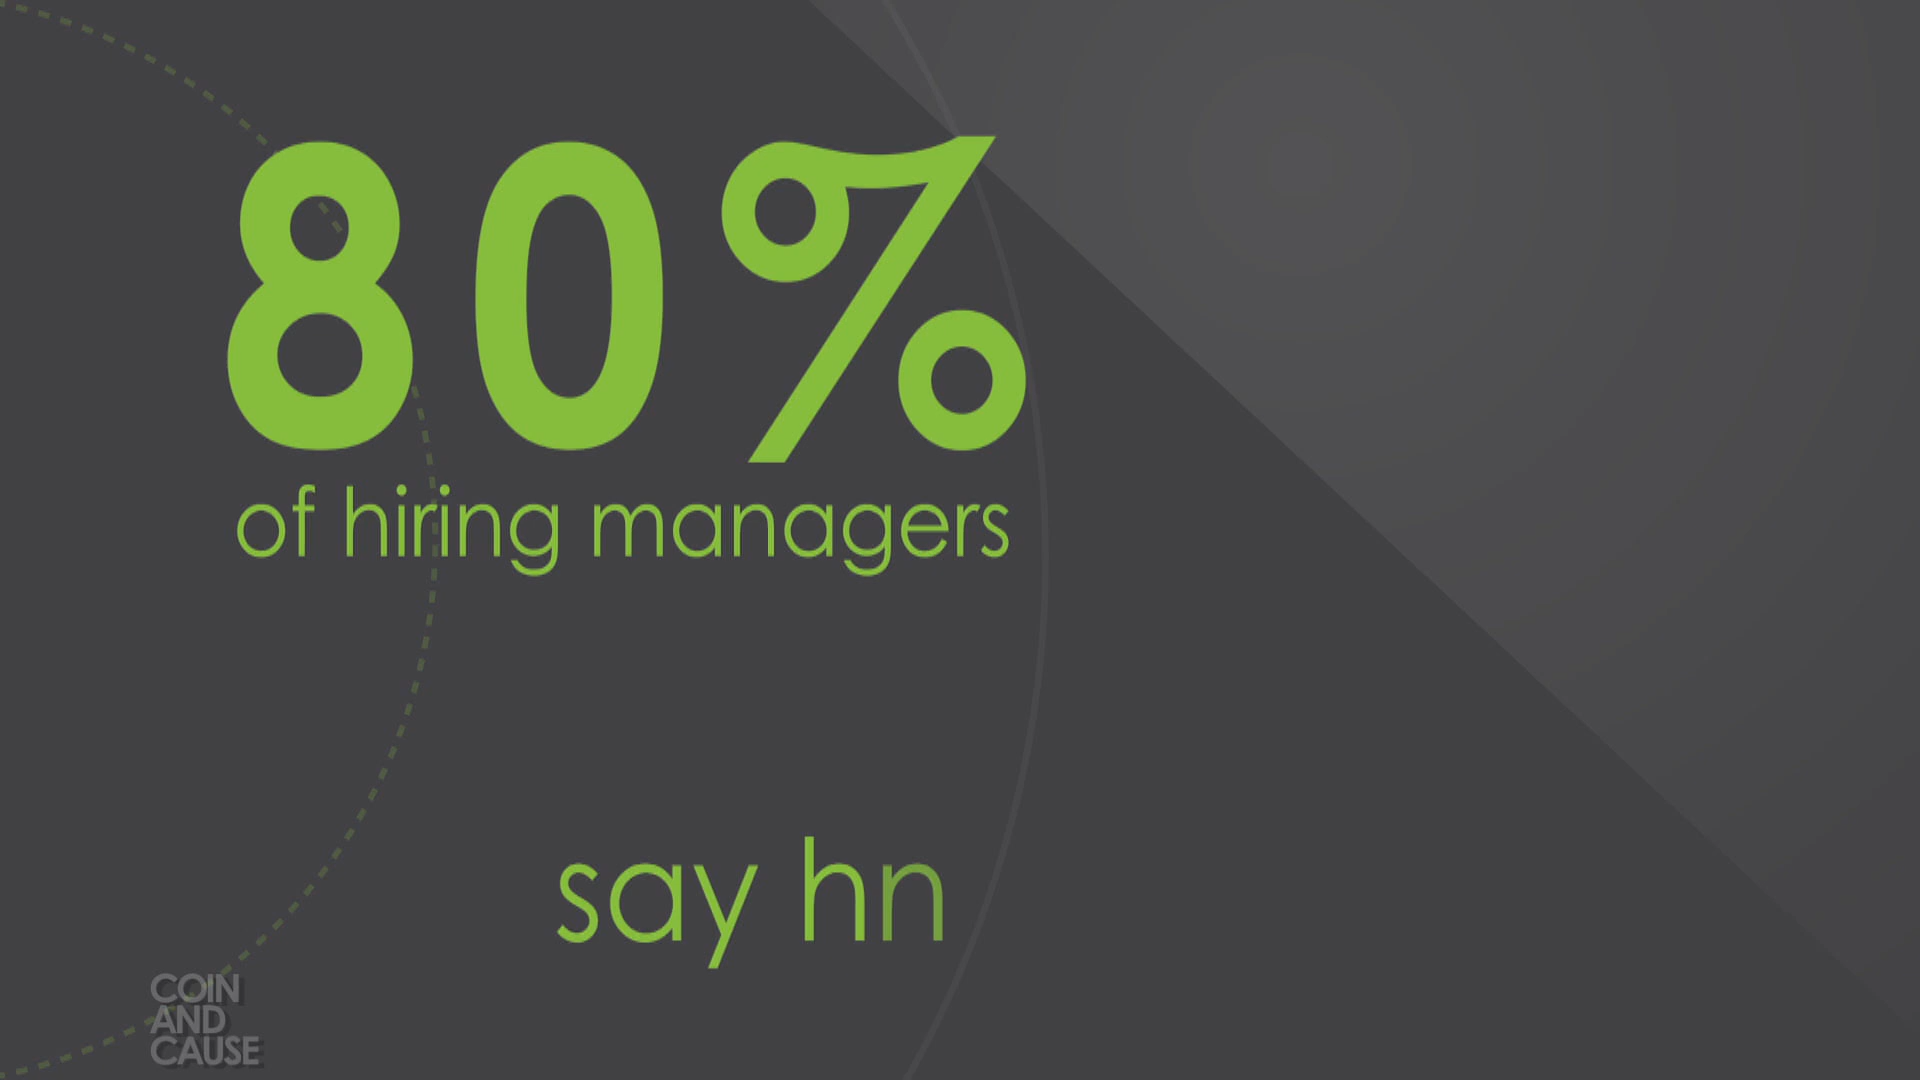 80%
of hiring managers
say hn
COIN
AND
CAUSE